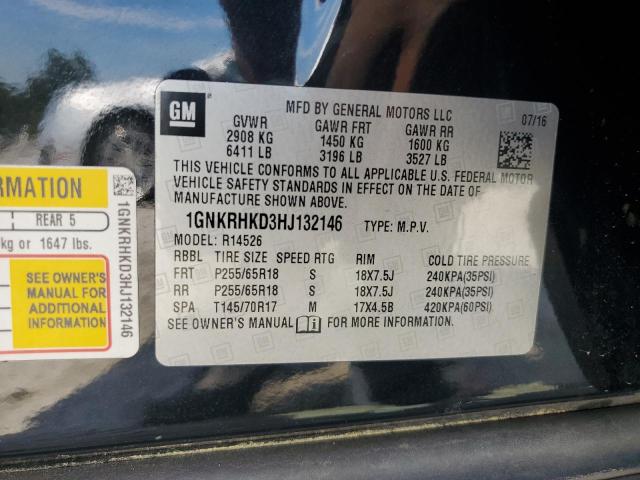 GM
MFD BY GENERAL MOTORS LLC 07/16
GVWR GAWR FRT GAWR RR
2908 KG 1450 KG 1600 KG
6411 LB 3196 LB 3527 LB
THIS VEHICLE CONFORMS TO ALL APPLICABLE U.S. FEDERAL MOTOR
VEHICLE SAFETY STANDARDS IN EFFECT ON THE DATE OF
MANUFACTURE SHOWN ABOVE.
1GNKRHKD3HJ132146 TYPE: M.P.V.
MODEL: R14526
RBBL TIRE SIZE SPEED RTG RIM COLD TIRE PRESSURE
FRT P255/65R18 S 18X7.5J 240KPA(35PSI)
RR P255/65R18 S 18X7.5J 240KPA(35PSI)
SPA T145/70R17 M 17X4.5B 420KPA(60PSI)
SEE OWNER'S MANUAL i FOR MORE INFORMATION.
REAR 5
kg or 1647 lbs.
SEE OWNER'S
MANUAL FOR
ADDITIONAL
INFORMATION
1GNKRHKD3HJ132146